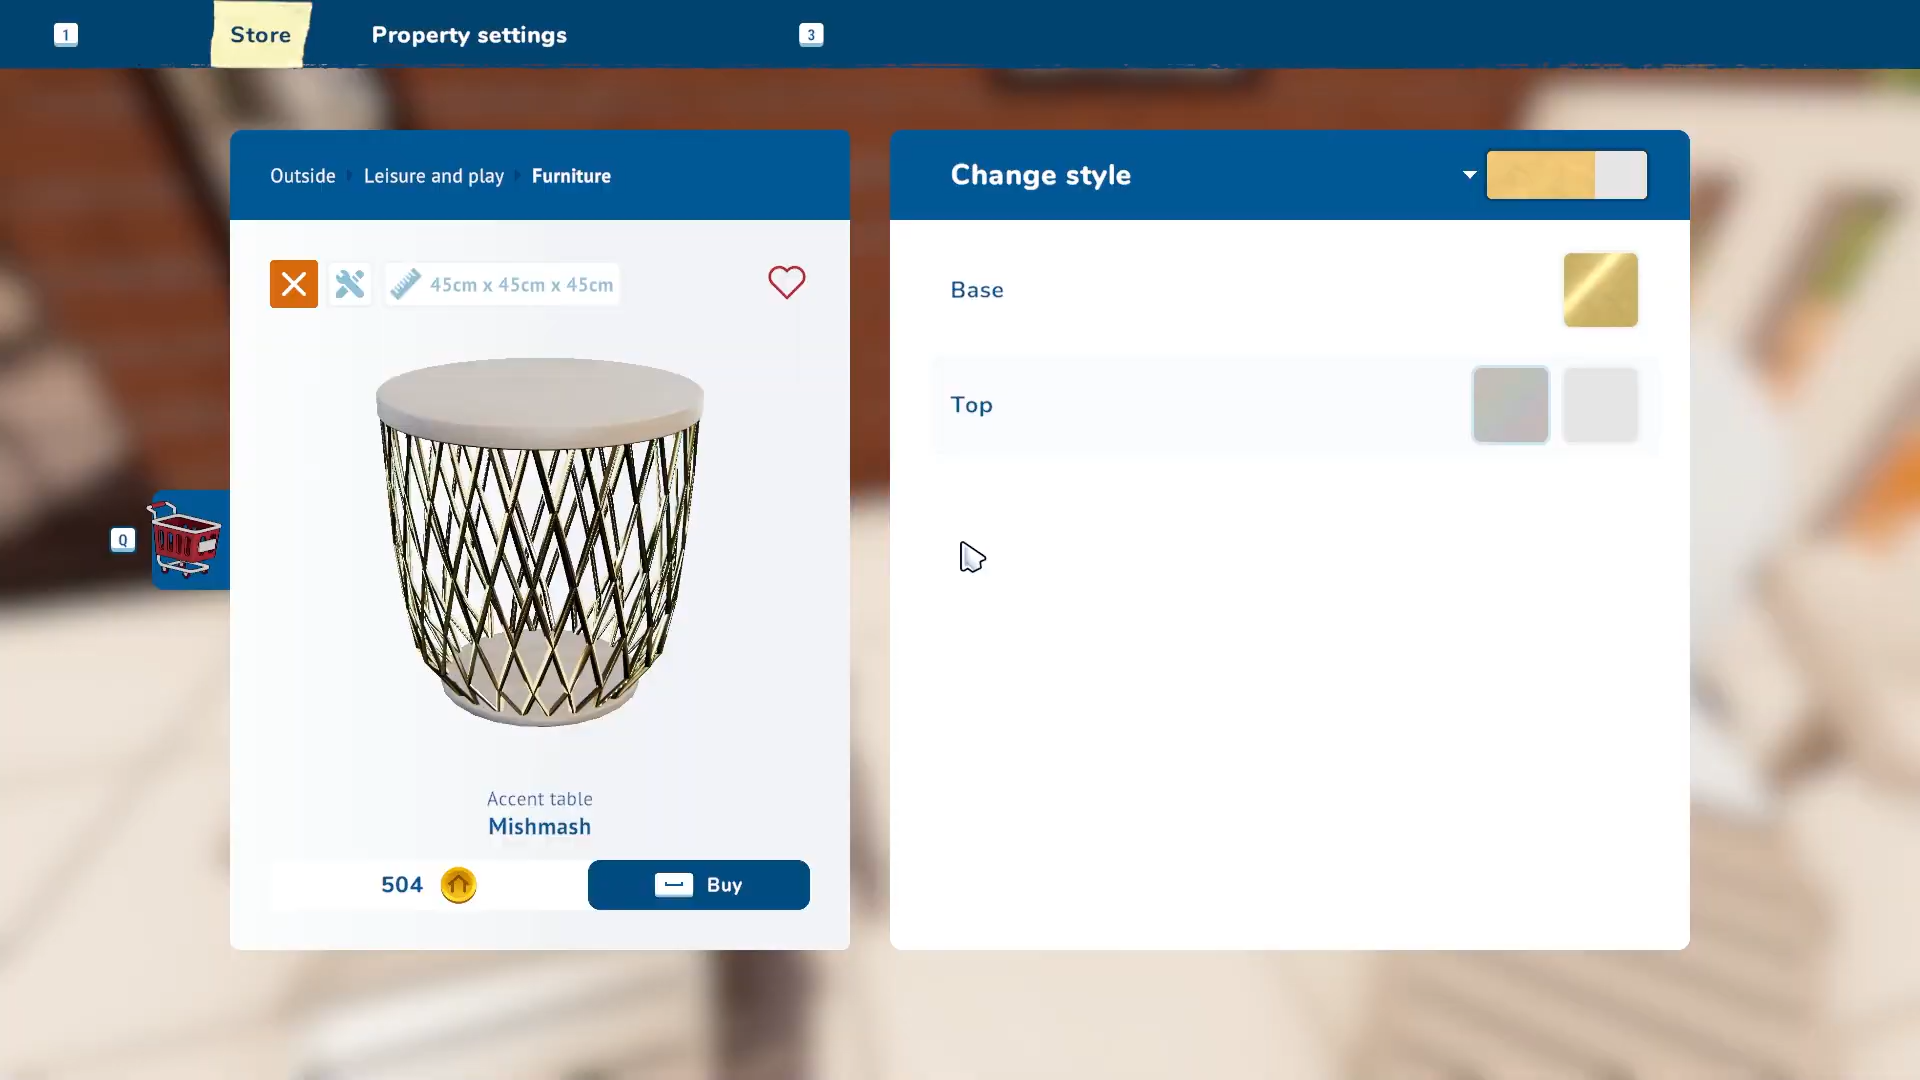 1
Store
Property settings
3
Outside
Leisure and play
Furniture
45cm x 45cm x 45cm
Q
Accent table
Mishmash
504
Buy
Change style
Base
Top